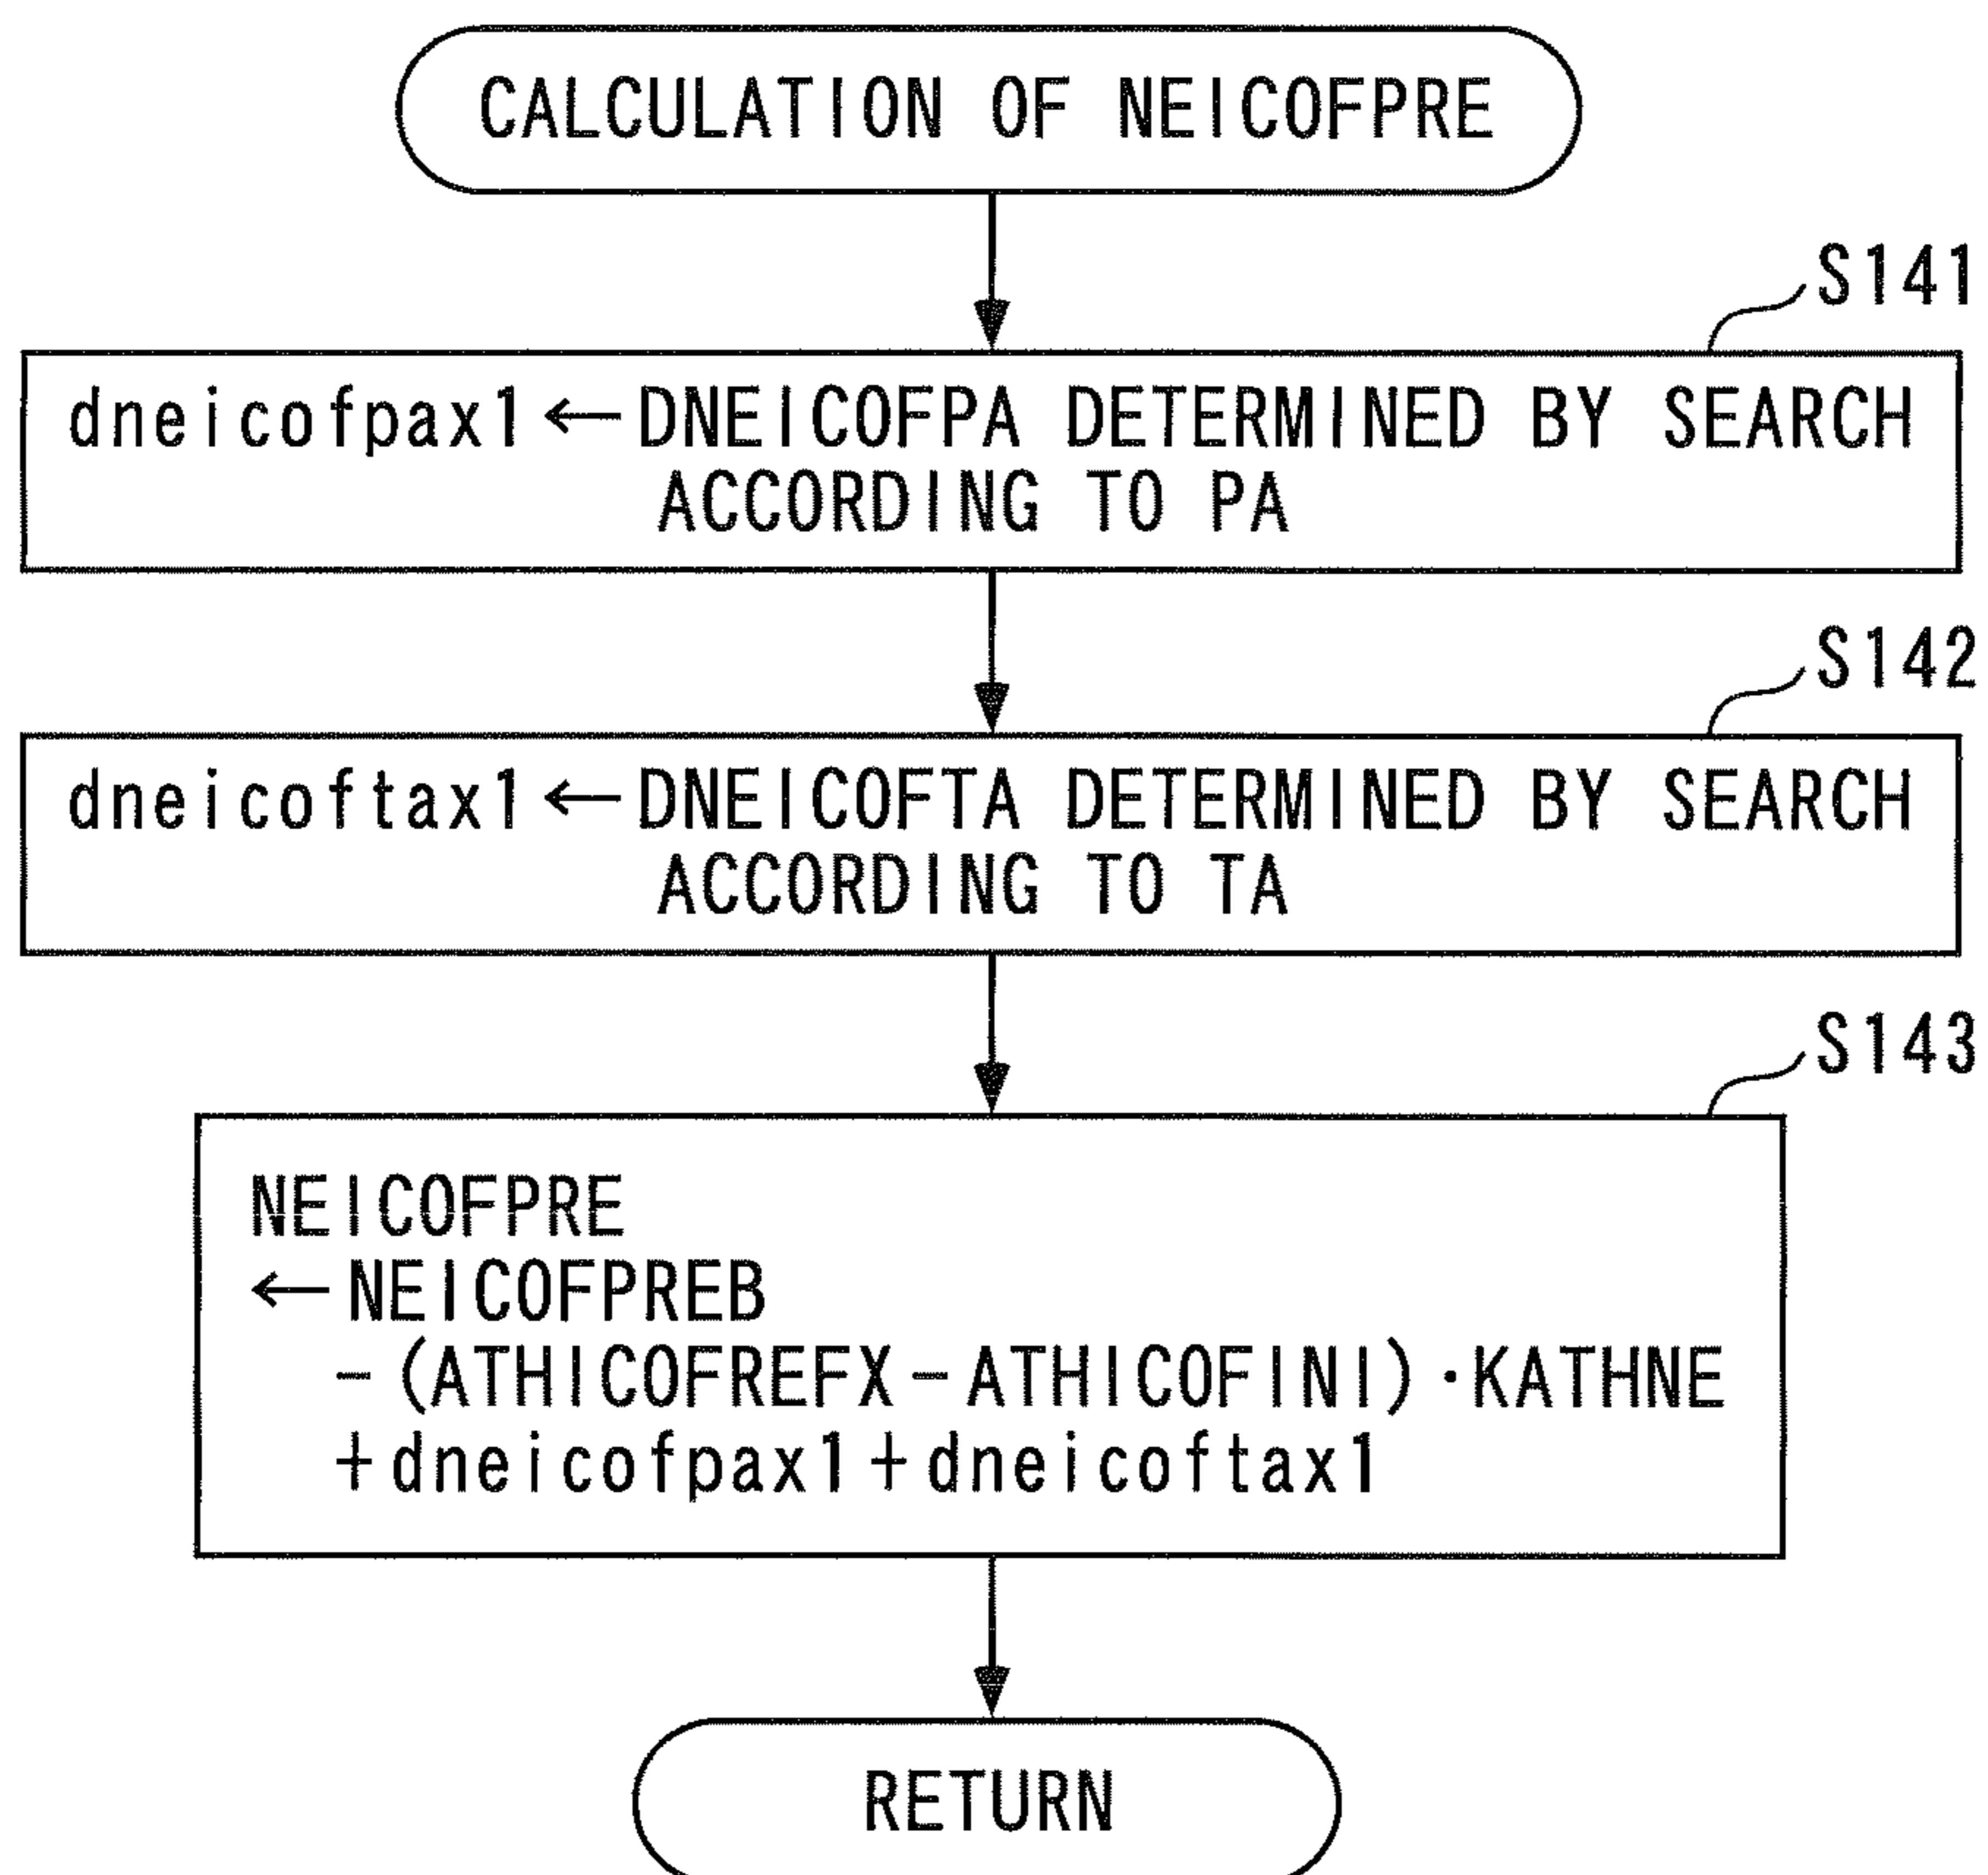 CALCULATION OF NEICOFPRE
S141
dneicofpax1←DNEICOFPA DETERMINED BY SEARCH
ACCORDING TO PA
S142
dneicoftax1←DNEICOFTA DETERMINED BY SEARCH
ACCORDING TO TA
S143
NEICOFPRE
←NEICOFPREB
-(ATHICOFREFX-ATHICOFINI)·KATHNE
+dneicofpax1+dneicoftax1
RETURN